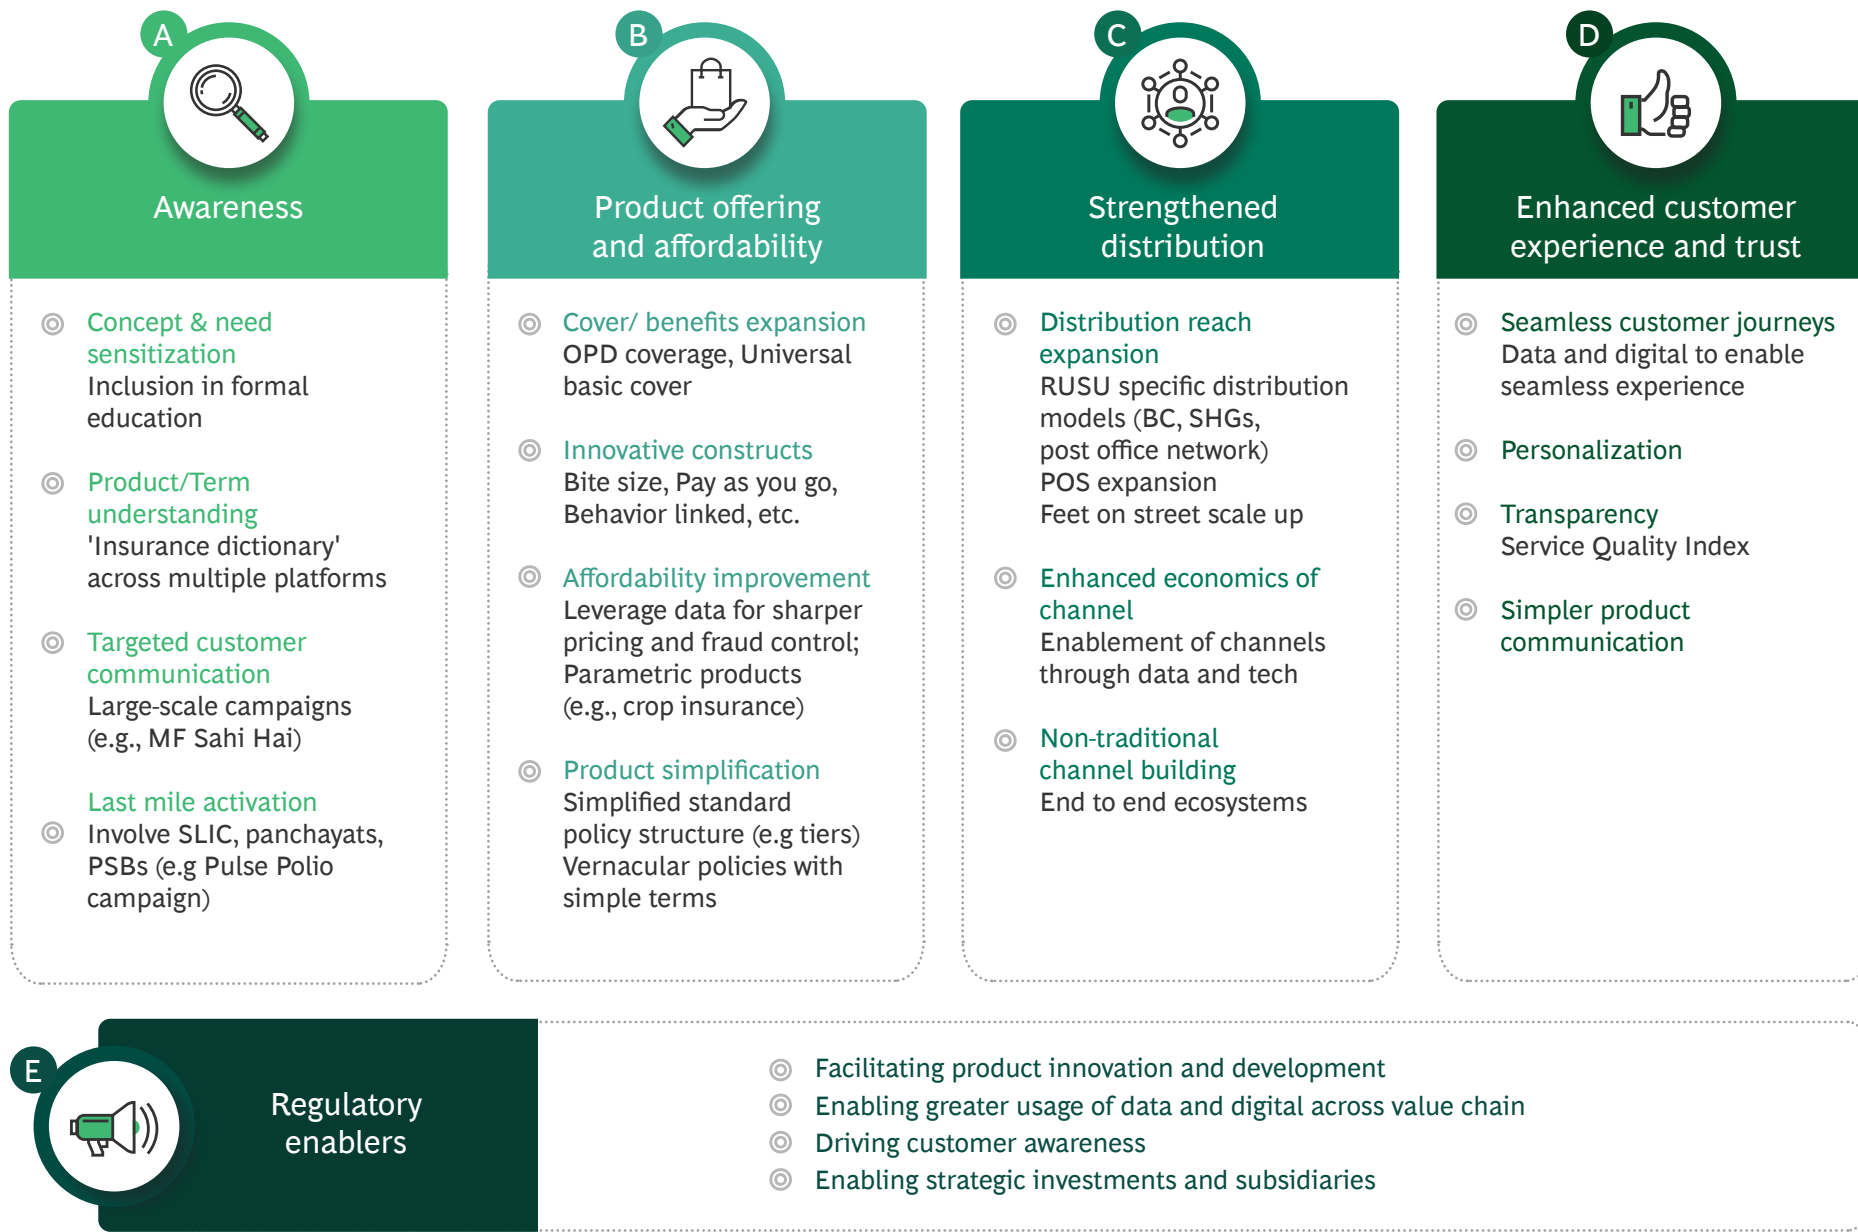 A
Awareness
Concept & need
sensitization
Inclusion in formal
education
Product/Term
understanding
'Insurance dictionary'
across multiple platforms
Targeted customer
communication
Large-scale campaigns
(e.g., MF Sahi Hai)
Last mile activation
Involve SLIC, panchayats,
PSBs (e.g Pulse Polio
campaign)
B
Product offering
and affordability
Cover/ benefits expansion
OPD coverage, Universal
basic cover
Innovative constructs
Bite size, Pay as you go,
Behavior linked, etc.
Affordability improvement
Leverage data for sharper
pricing and fraud control;
Parametric products
(e.g., crop insurance)
Product simplification
Simplified standard
policy structure (e.g tiers)
Vernacular policies with
simple terms
C
Strengthened
distribution
Distribution reach
expansion
RUSU specific distribution
models (BC, SHGs,
post office network)
POS expansion
Feet on street scale up
Enhanced economics of
channel
Enablement of channels
through data and tech
Non-traditional
channel building
End to end ecosystems
D
Enhanced customer
experience and trust
Seamless customer journeys
Data and digital to enable
seamless experience
Personalization
Transparency
Service Quality Index
Simpler product
communication
E
Regulatory
enablers
Facilitating product innovation and development
Enabling greater usage of data and digital across value chain
Driving customer awareness
Enabling strategic investments and subsidiaries